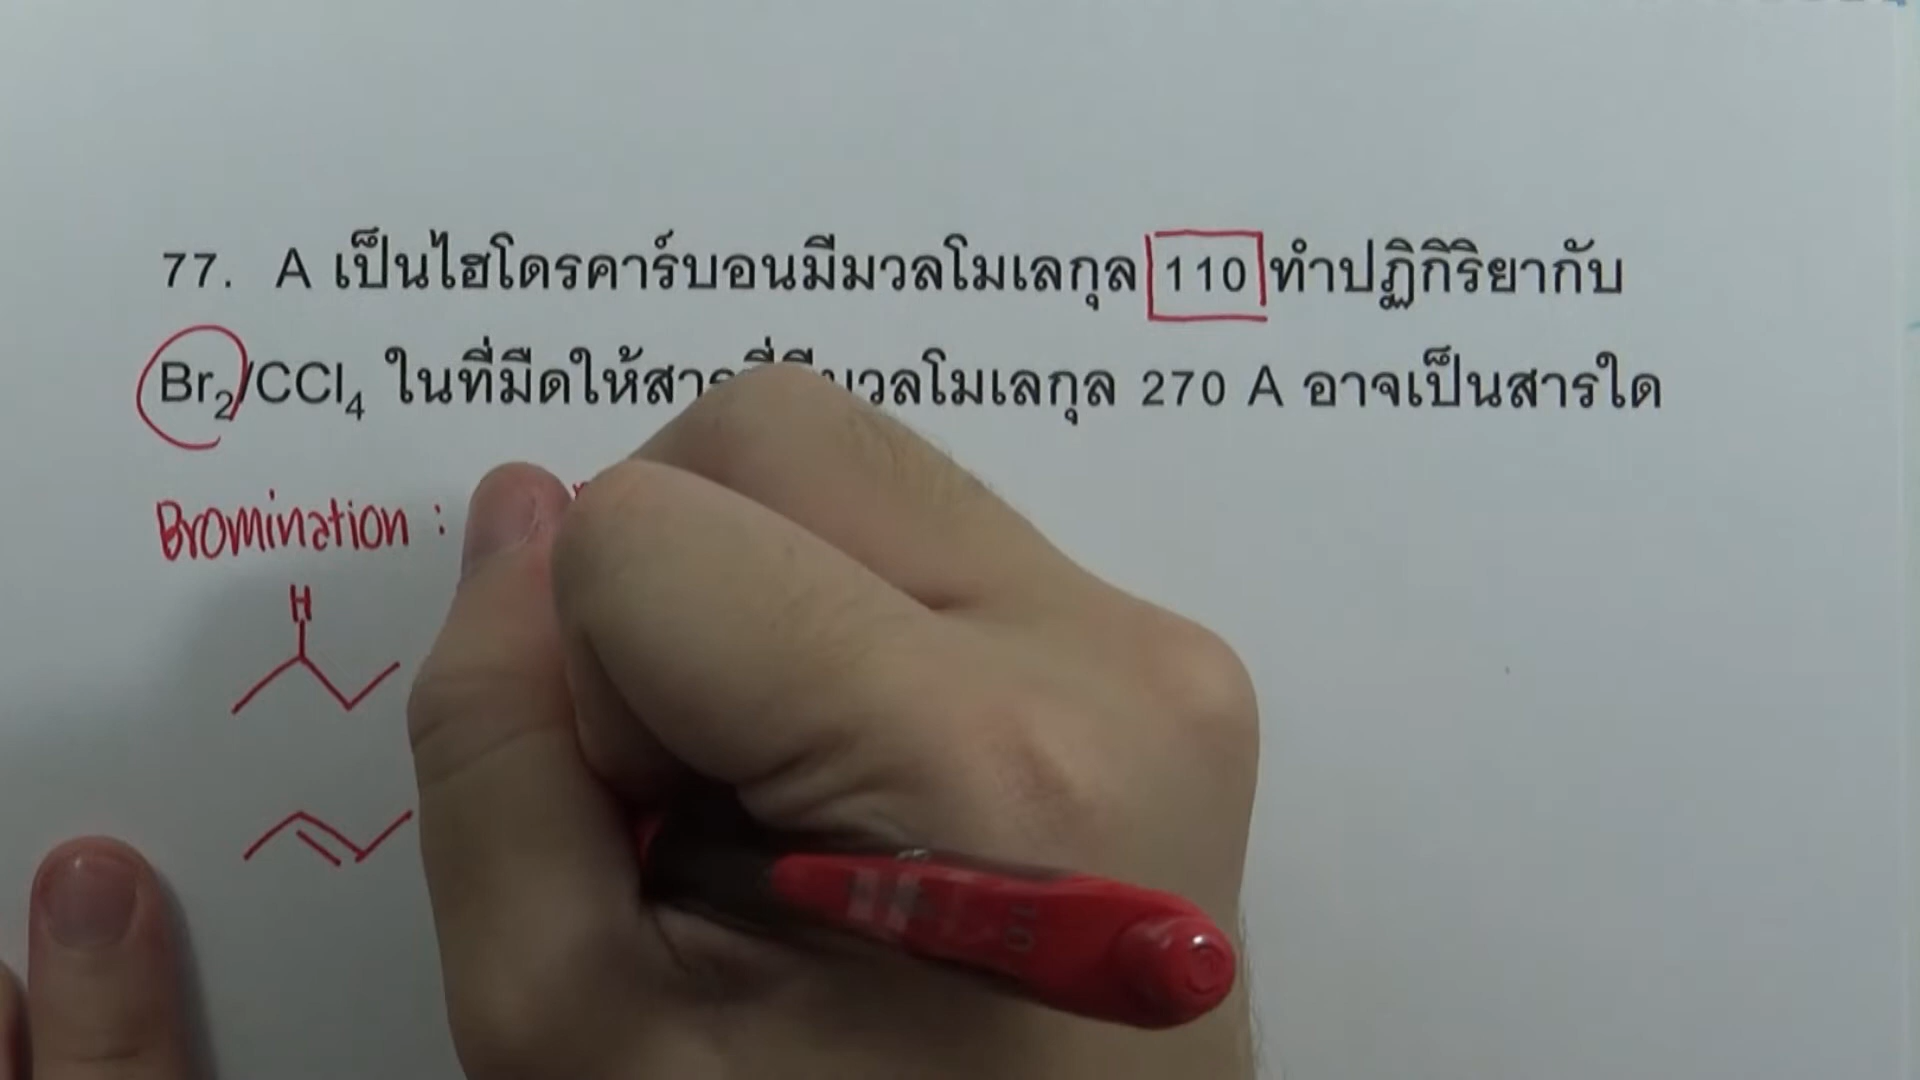 77. A เป็นไฮโดรคาร์บอนมีมวลโมเลกุล 110 ทำปฏิกิริยากับ
Br₂/CCl₄ ในที่มืดให้สารที่มีมวลโมเลกุล 270 A อาจเป็นสารใด
Bromination :
H